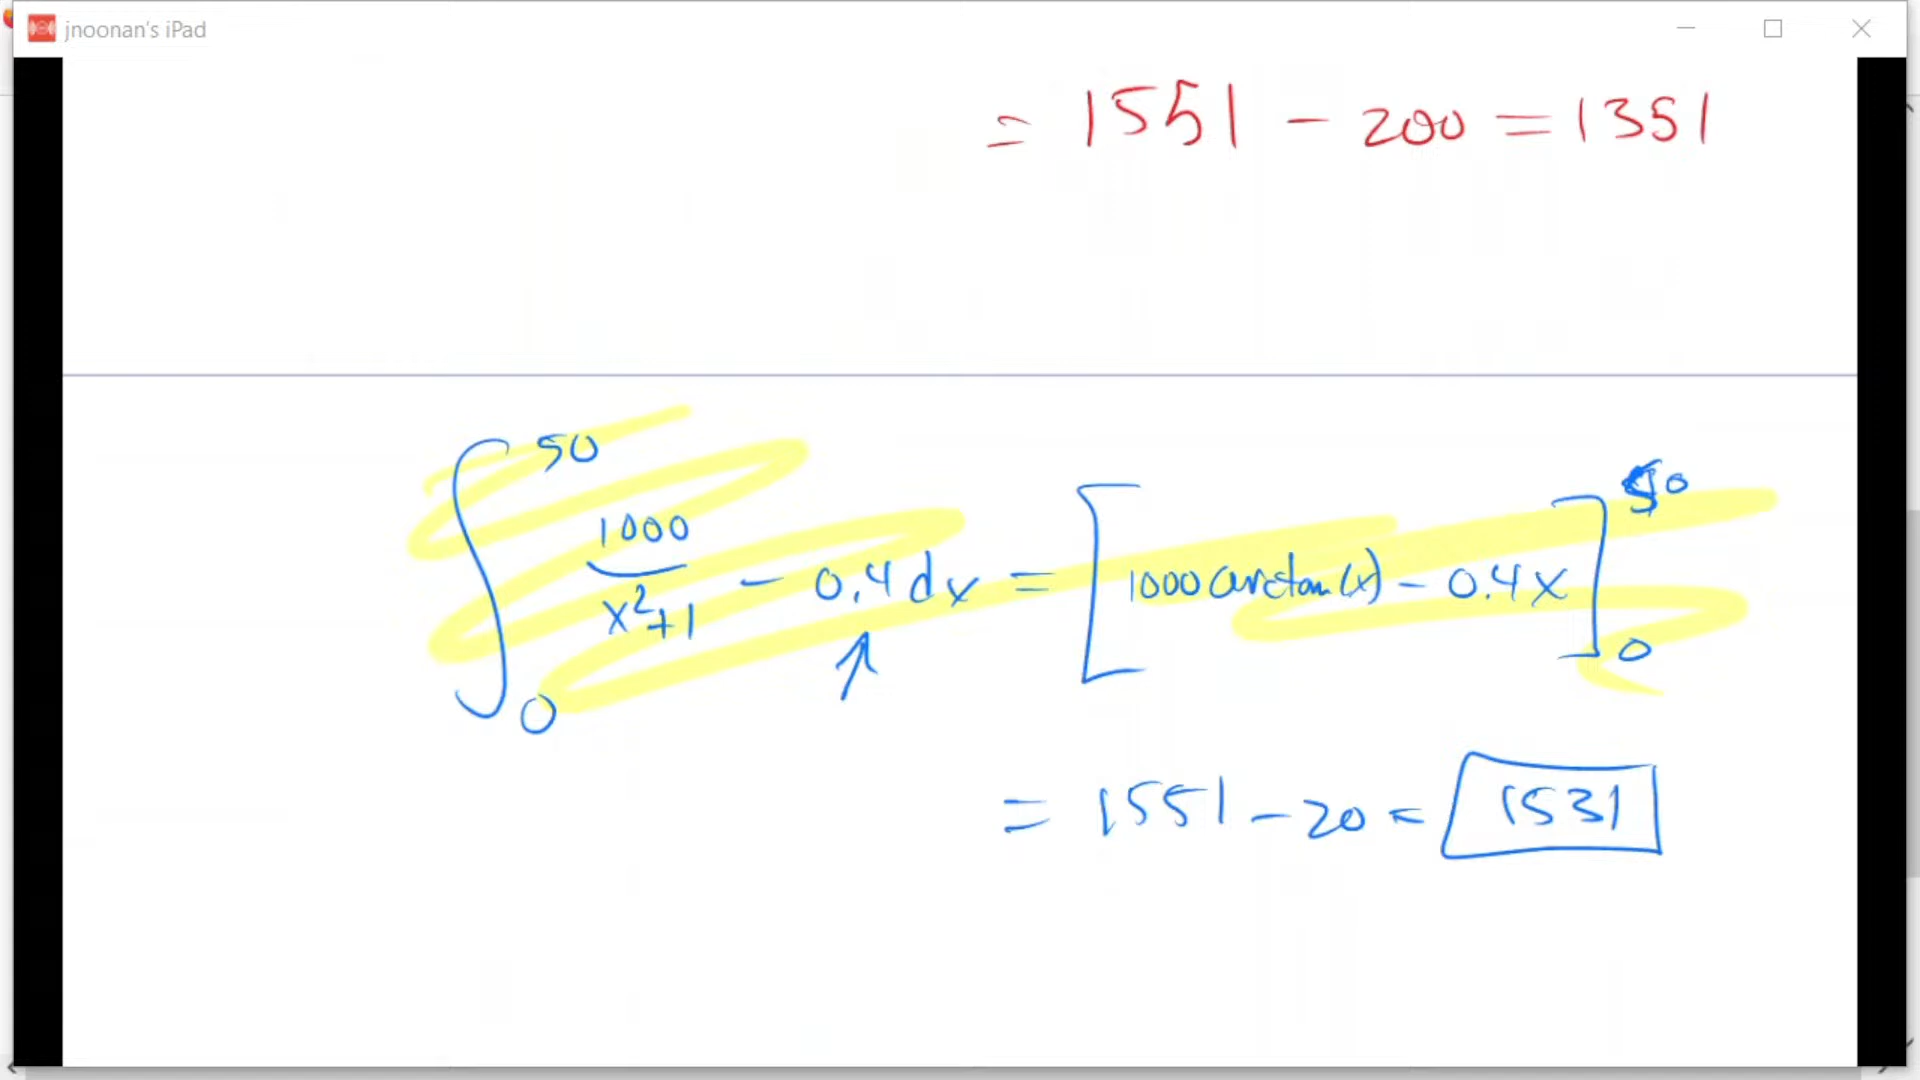 jnoonan's iPad
= 1551 - 200 = 1351
∫₀⁵⁰ 1000/(x²+1) - 0.4 dx = [1000 arctan(x) - 0.4x]₀⁵⁰
= 1551 - 20 = 1531